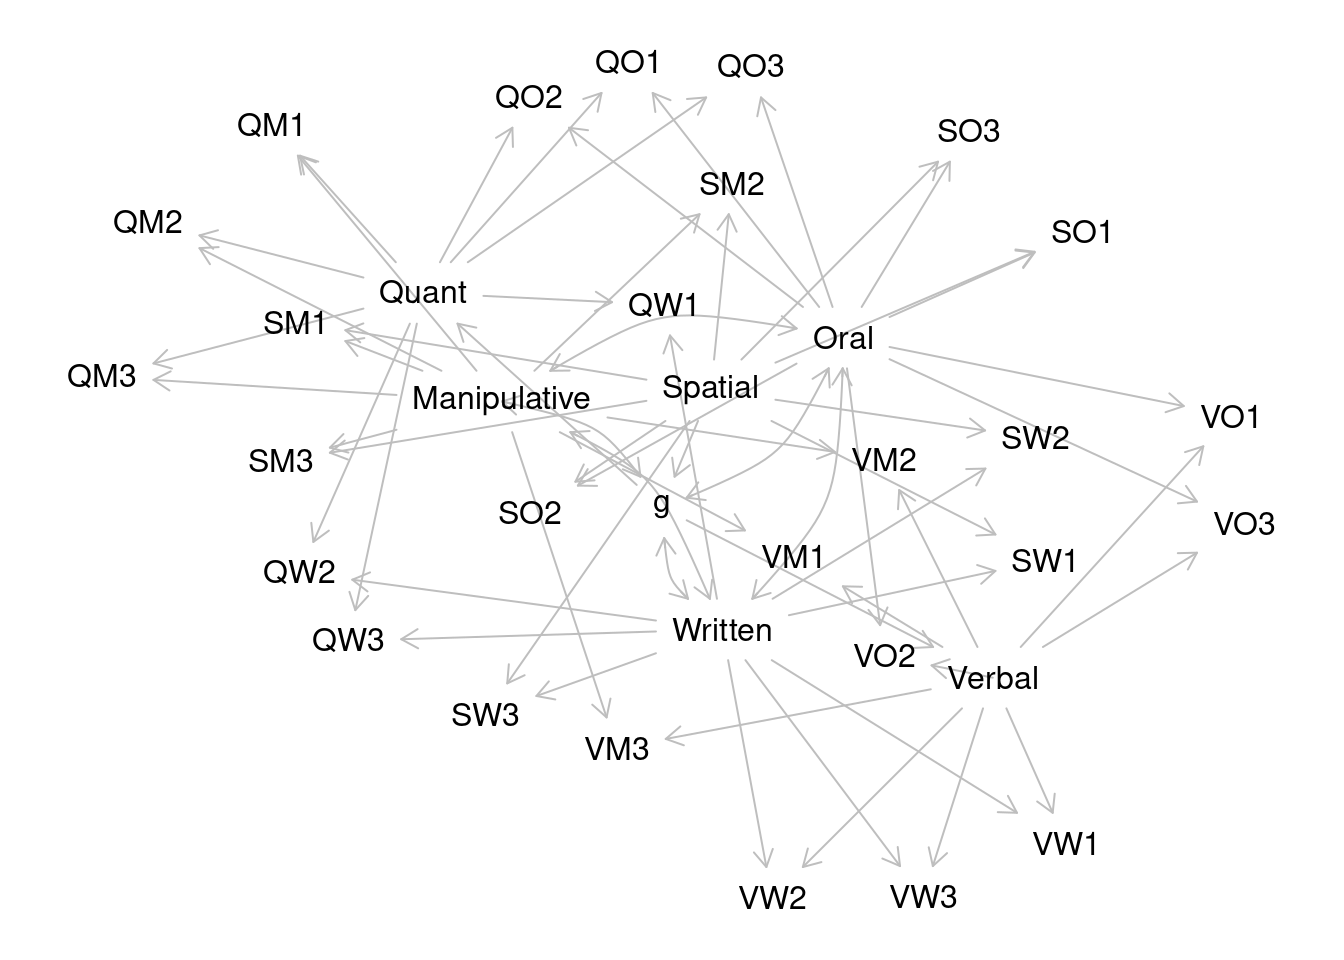 QO1
QO3
QO2
QM1
SO3
SM2
QM2
SO1
Quant
QW1
SM1
Oral
QM3
Spatial
Manipulative
VO1
SW2
SM3
VM2
g
SO2
VO3
VM1
SW1
QW2
Written
QW3
VO2
Verbal
SW3
VM3
VW1
VW2
VW3